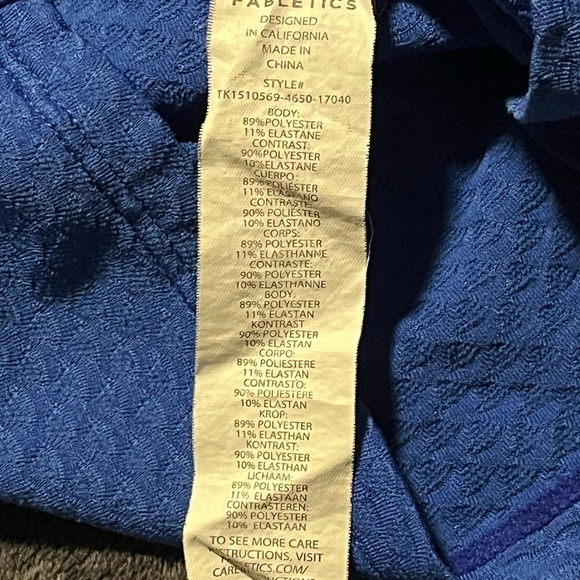 FABLETICS
DESIGNED
IN CALIFORNIA
MADE IN
CHINA
STYLE#
TK1510569-4650-17040
BODY:
89%POLYESTER
11% ELASTANE
CONTRAST:
90%POLYESTER
10%ELASTANE
CUERPO:
89%POLIÉSTER
11% ELASTANO
CONTRASTE:
90% POLIÉSTER
10% ELASTANO
CORPS:
89% POLYESTER
11% ELASTHANNE
CONTRASTE:
90% POLYESTER
10% ELASTHANNE
BODY:
89% POLYESTER
11% ELASTAN
KONTRAST
90% POLYESTER
10% ELASTAN
CORPO:
89% POLIESTERE
11% ELASTAN
CONTRASTO:
90% POLIESTERE
10% ELASTAN
KROP:
89% POLYESTER
11% ELASTHAN
KONTRAST:
90% POLYESTER
10% ELASTHAN
LICHAAM:
89% POLYESTER
11% ELASTAAN
CONTRASTEREN:
90% POLYESTER
10% ELASTAAN
TO SEE MORE CARE
INSTRUCTIONS, VISIT